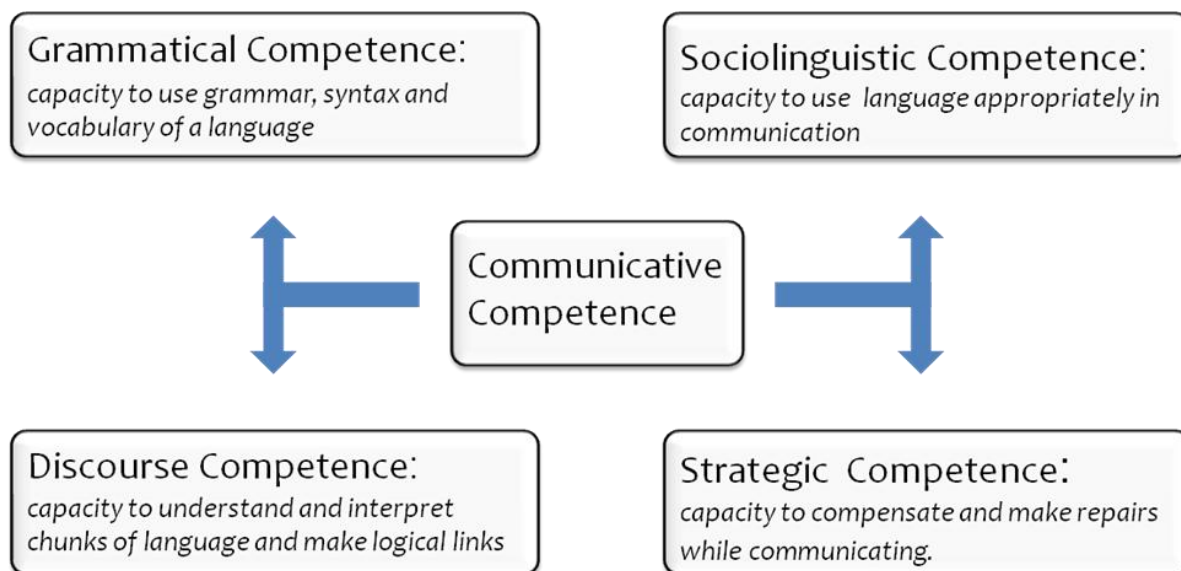 Grammatical Competence:
capacity to use grammar, syntax and
vocabulary of a language
Sociolinguistic Competence:
capacity to use language appropriately in
communication
Communicative
Competence
Discourse Competence:
capacity to understand and interpret
chunks of language and make logical links
Strategic Competence:
capacity to compensate and make repairs
while communicating.